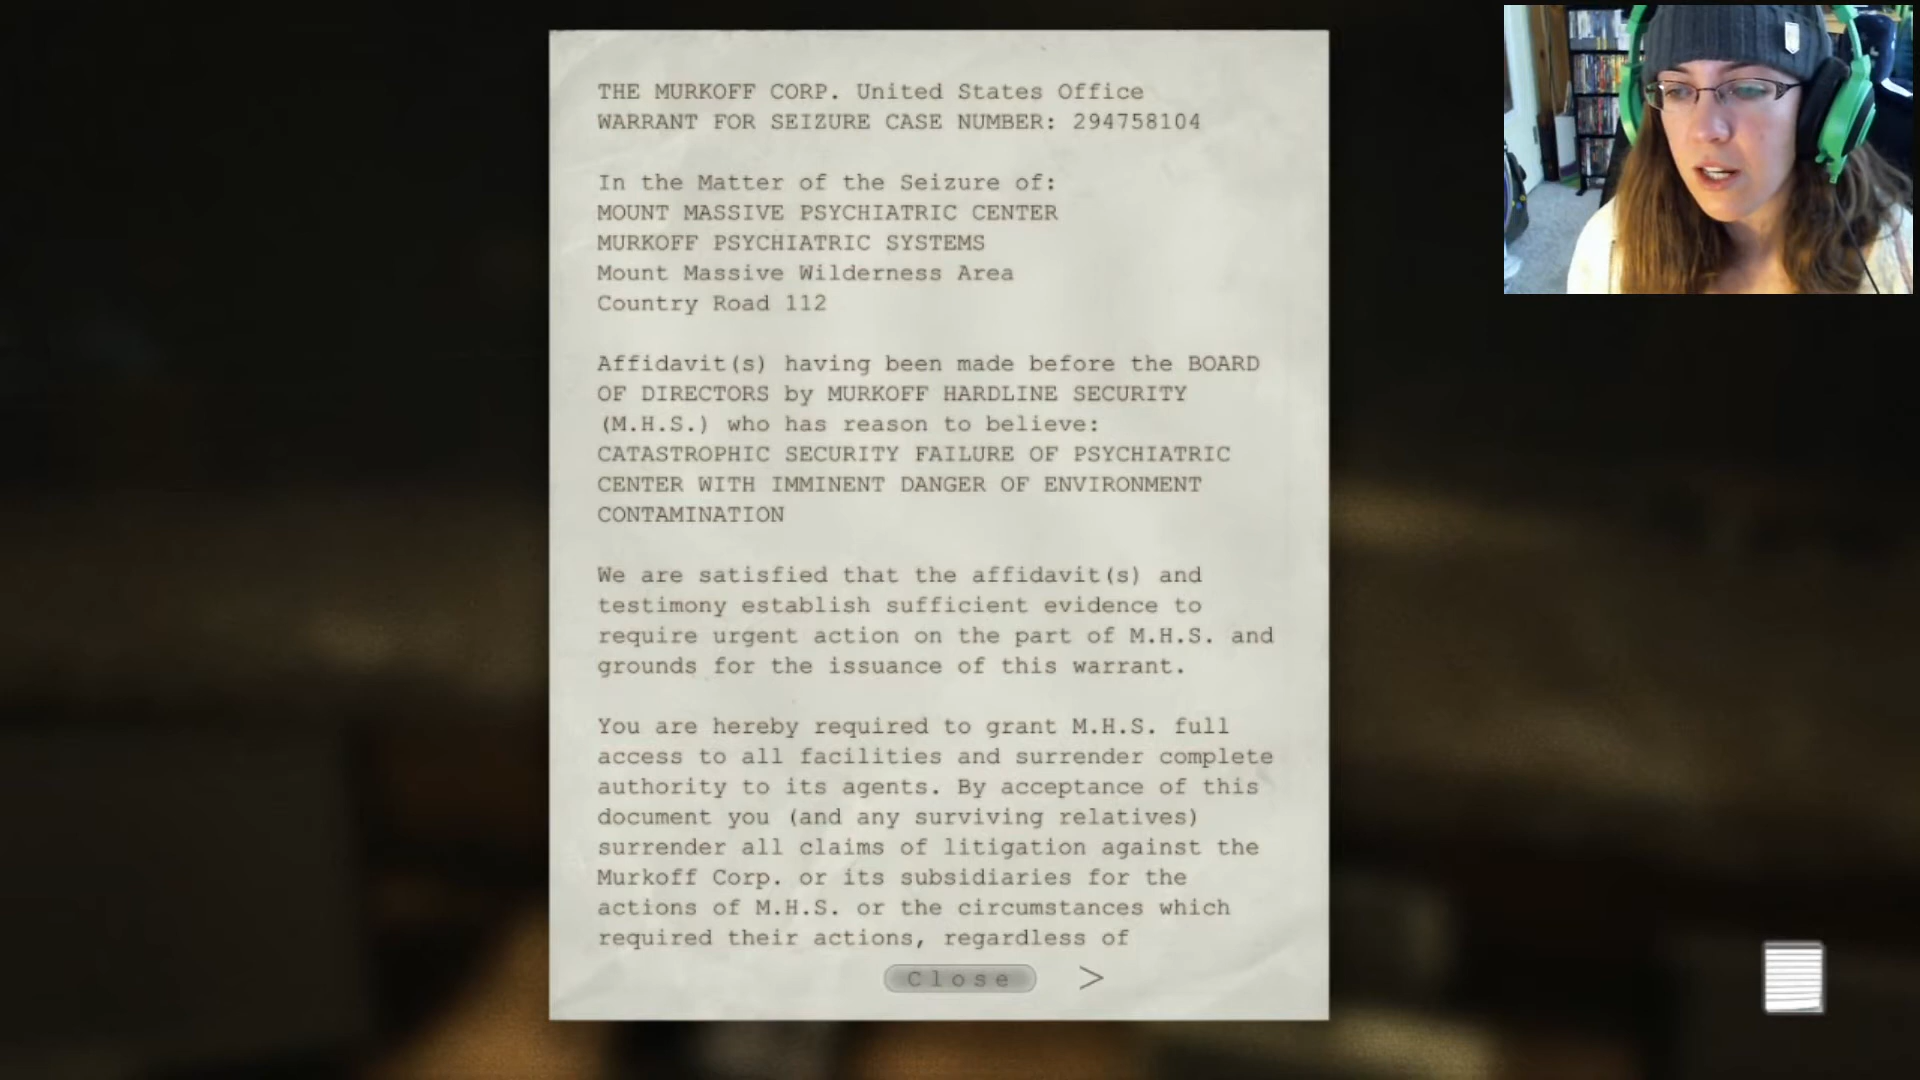 THE MURKOFF CORP. United States Office
WARRANT FOR SEIZURE CASE NUMBER: 294758104
In the Matter of the Seizure of:
MOUNT MASSIVE PSYCHIATRIC CENTER
MURKOFF PSYCHIATRIC SYSTEMS
Mount Massive Wilderness Area
Country Road 112
Affidavit(s) having been made before the BOARD
OF DIRECTORS by MURKOFF HARDLINE SECURITY
(M.H.S.) who has reason to believe:
CATASTROPHIC SECURITY FAILURE OF PSYCHIATRIC
CENTER WITH IMMINENT DANGER OF ENVIRONMENT
CONTAMINATION
We are satisfied that the affidavit(s) and
testimony establish sufficient evidence to
require urgent action on the part of M.H.S. and
grounds for the issuance of this warrant.
You are hereby required to grant M.H.S. full
access to all facilities and surrender complete
authority to its agents. By acceptance of this
document you (and any surviving relatives)
surrender all claims of litigation against the
Murkoff Corp. or its subsidiaries for the
actions of M.H.S. or the circumstances which
required their actions, regardless of
Close >